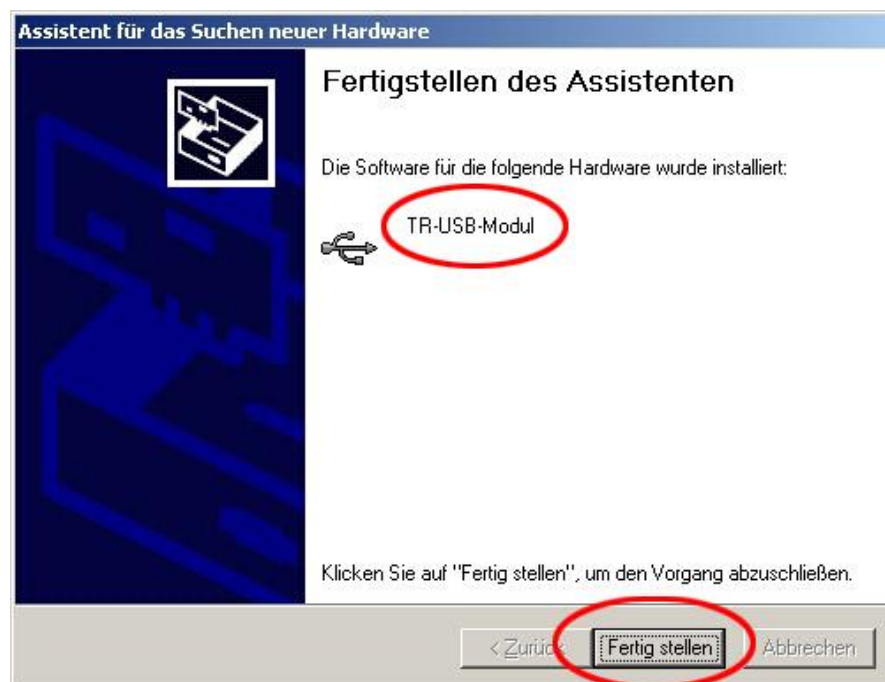 Assistent für das Suchen neuer Hardware
Fertigstellen des Assistenten
Die Software für die folgende Hardware wurde installiert:
TR-USB-Modul
Klicken Sie auf "Fertig stellen", um den Vorgang abzuschließen.
< Zurück Fertig stellen Abbrechen